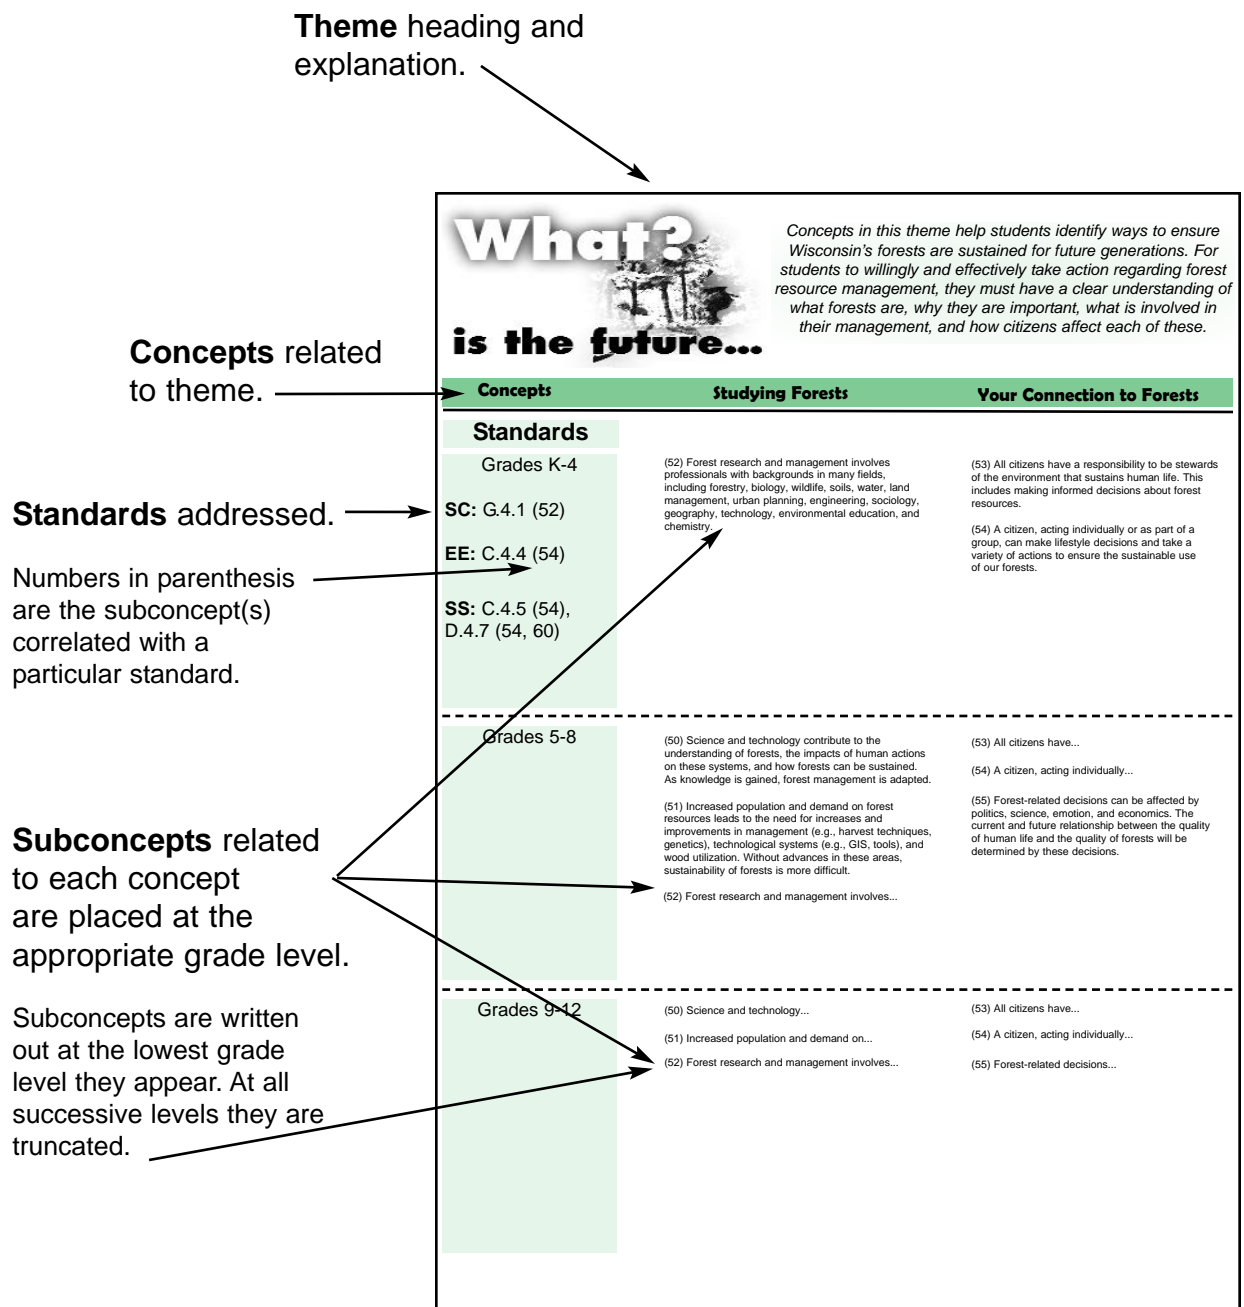 Theme heading and
explanation.
What?
is the future...
Concepts in this theme help students identify ways to ensure
Wisconsin's forests are sustained for future generations. For
students to willingly and effectively take action regarding forest
resource management, they must have a clear understanding of
what forests are, why they are important, what is involved in
their management, and how citizens affect each of these.
Concepts related
to theme.
Concepts
Studying Forests
Your Connection to Forests
Standards
Grades K-4
SC: G.4.1 (52)
EE: C.4.4 (54)
SS: C.4.5 (54),
D.4.7 (54, 60)
(52) Forest research and management involves
professionals with backgrounds in many fields,
including forestry, biology, wildlife, soils, water, land
management, urban planning, engineering, sociology,
geography, technology, environmental education, and
chemistry.
(53) All citizens have a responsibility to be stewards
of the environment that sustains human life. This
includes making informed decisions about forest
resources.
(54) A citizen, acting individually or as part of a
group, can make lifestyle decisions and take a
variety of actions to ensure the sustainable use
of our forests.
Standards addressed.
Numbers in parenthesis
are the subconcept(s)
correlated with a
particular standard.
Grades 5-8
(50) Science and technology contribute to the
understanding of forests, the impacts of human actions
on these systems, and how forests can be sustained.
As knowledge is gained, forest management is adapted.
(51) Increased population and demand on forest
resources leads to the need for increases and
improvements in management (e.g., harvest techniques,
genetics), technological systems (e.g., GIS, tools), and
wood utilization. Without advances in these areas,
sustainability of forests is more difficult.
(52) Forest research and management involves...
(53) All citizens have...
(54) A citizen, acting individually...
(55) Forest-related decisions can be affected by
politics, science, emotion, and economics. The
current and future relationship between the quality
of human life and the quality of forests will be
determined by these decisions.
Subconcepts related
to each concept
are placed at the
appropriate grade level.
Subconcepts are written
out at the lowest grade
level they appear. At all
successive levels they are
truncated.
Grades 9-12
(50) Science and technology...
(51) Increased population and demand on...
(52) Forest research and management involves...
(53) All citizens have...
(54) A citizen, acting individually...
(55) Forest-related decisions...